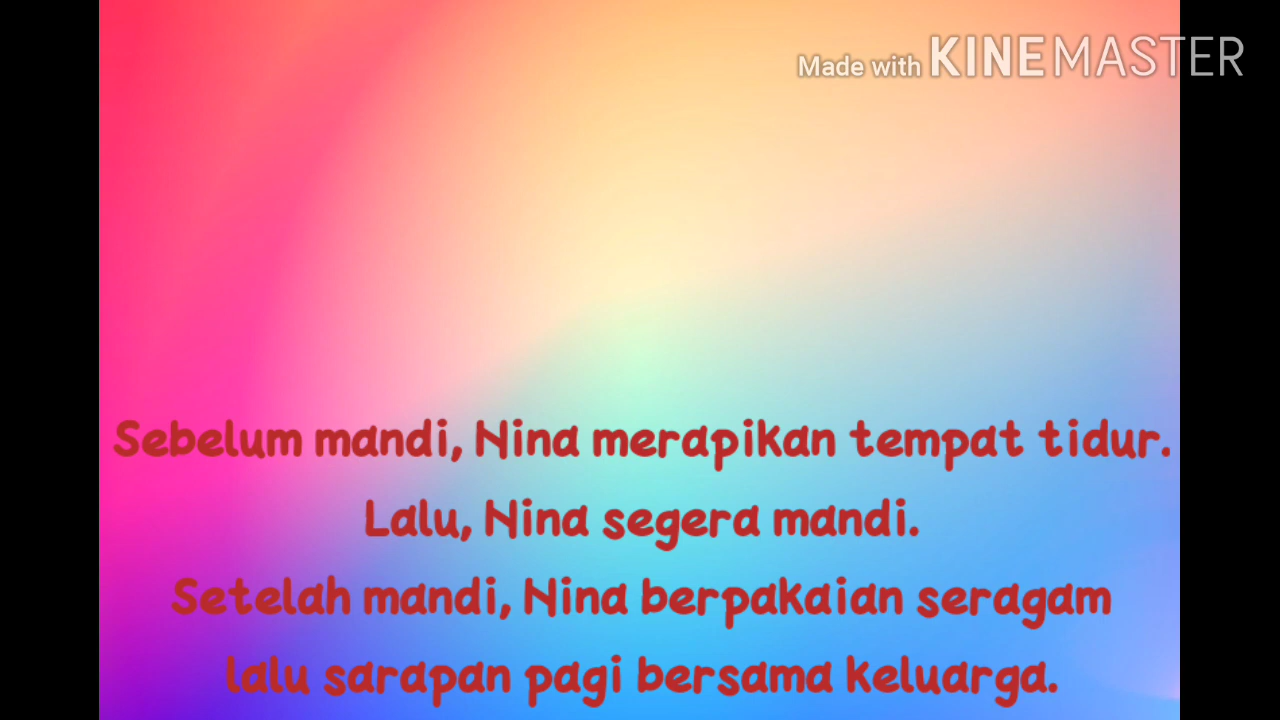 Made with KINEMASTER
Sebelum mandi, Nina merapikan tempat tidur.
Lalu, Nina segera mandi.
Setelah mandi, Nina berpakaian seragam
lalu sarapan pagi bersama keluarga.